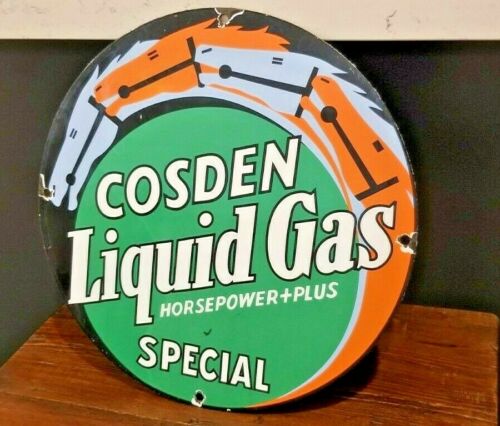 COSDEN
Liquid Gas
HORSEPOWER+PLUS
SPECIAL